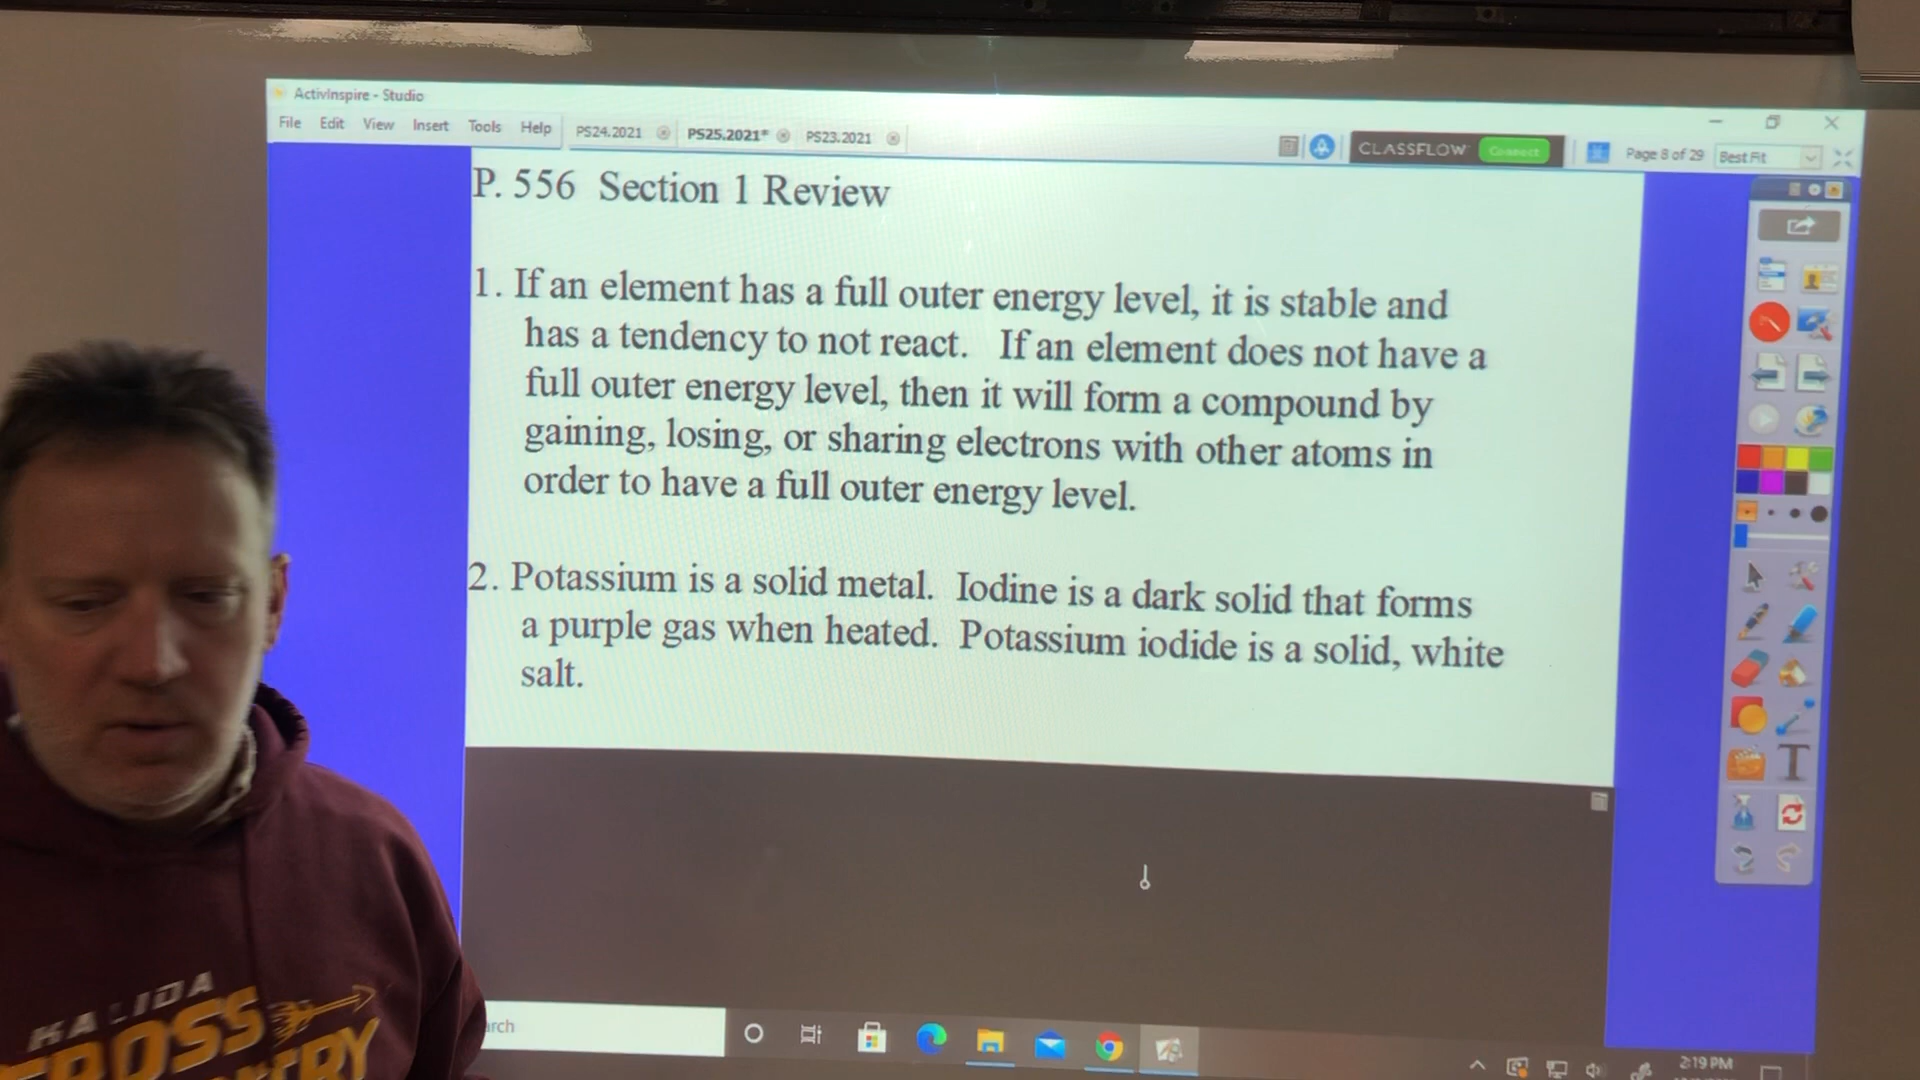 ActivInspire - Studio
File Edit View Insert Tools Help
PS24.2021 PS25.2021* PS23.2021
CLASSFLOW Connect
Page 8 of 29 Best Fit
P. 556 Section 1 Review
1. If an element has a full outer energy level, it is stable and
has a tendency to not react. If an element does not have a
full outer energy level, then it will form a compound by
gaining, losing, or sharing electrons with other atoms in
order to have a full outer energy level.
2. Potassium is a solid metal. Iodine is a dark solid that forms
a purple gas when heated. Potassium iodide is a solid, white
salt.
T
KALIDA
CROSS
2:19 PM